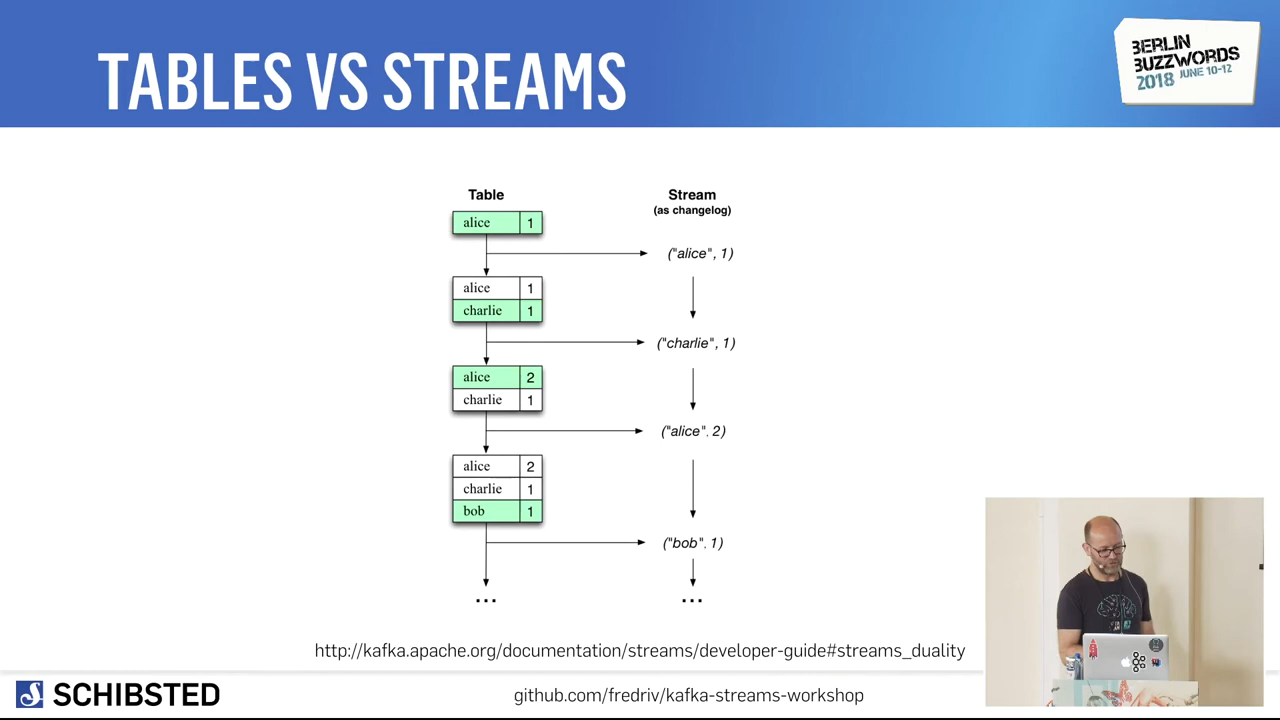 TABLES VS STREAMS
BERLIN
BUZZWORDS
2018 JUNE 10-12
Table
Stream
(as changelog)
alice 1
("alice", 1)
alice 1
charlie 1
("charlie", 1)
alice 2
charlie 1
("alice". 2)
alice 2
charlie 1
bob 1
("bob". 1)
...
...
http://kafka.apache.org/documentation/streams/developer-guide#streams_duality
SCHIBSTED
github.com/fredriv/kafka-streams-workshop